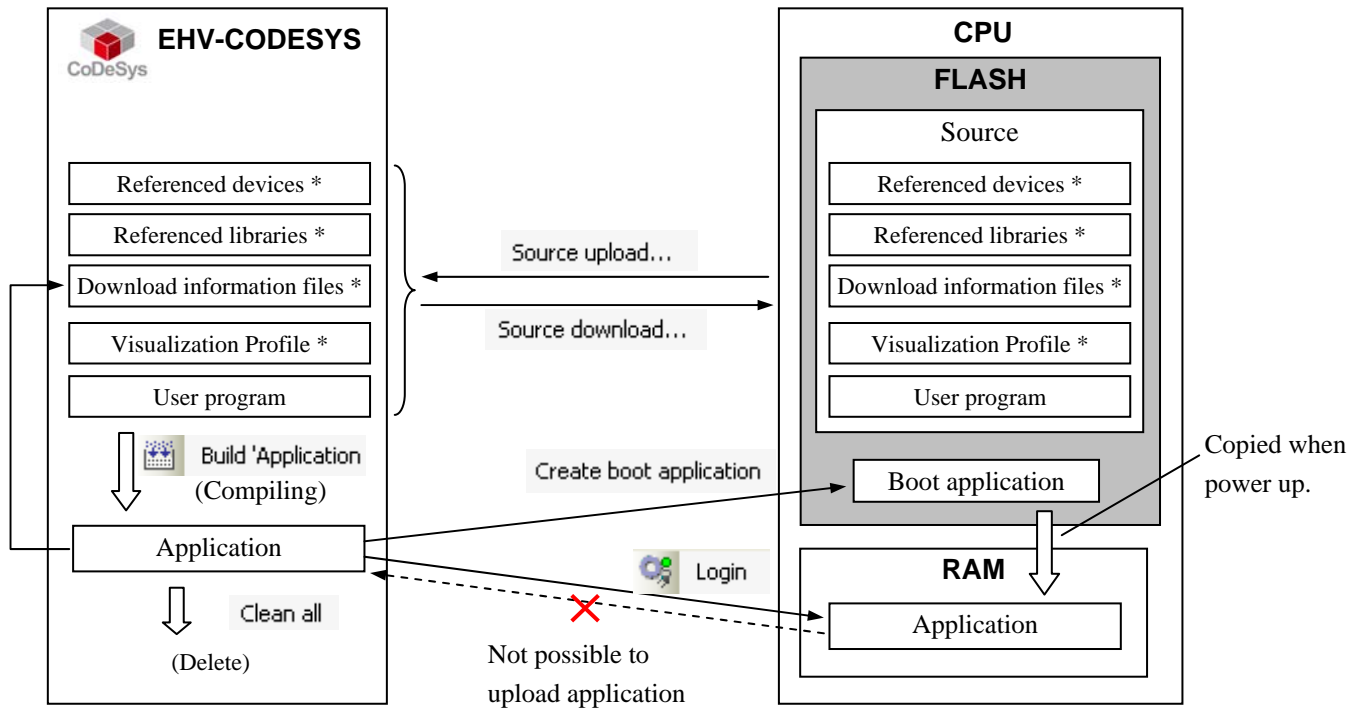 EHV-CODESYS
CoDeSys
Referenced devices *
Referenced libraries *
Download information files *
Visualization Profile *
User program
Build 'Application
(Compiling)
Application
Clean all
(Delete)
Source upload...
Source download...
Create boot application
Login
Not possible to
upload application
CPU
FLASH
Source
Referenced devices *
Referenced libraries *
Download information files *
Visualization Profile *
User program
Boot application
Copied when
power up.
RAM
Application